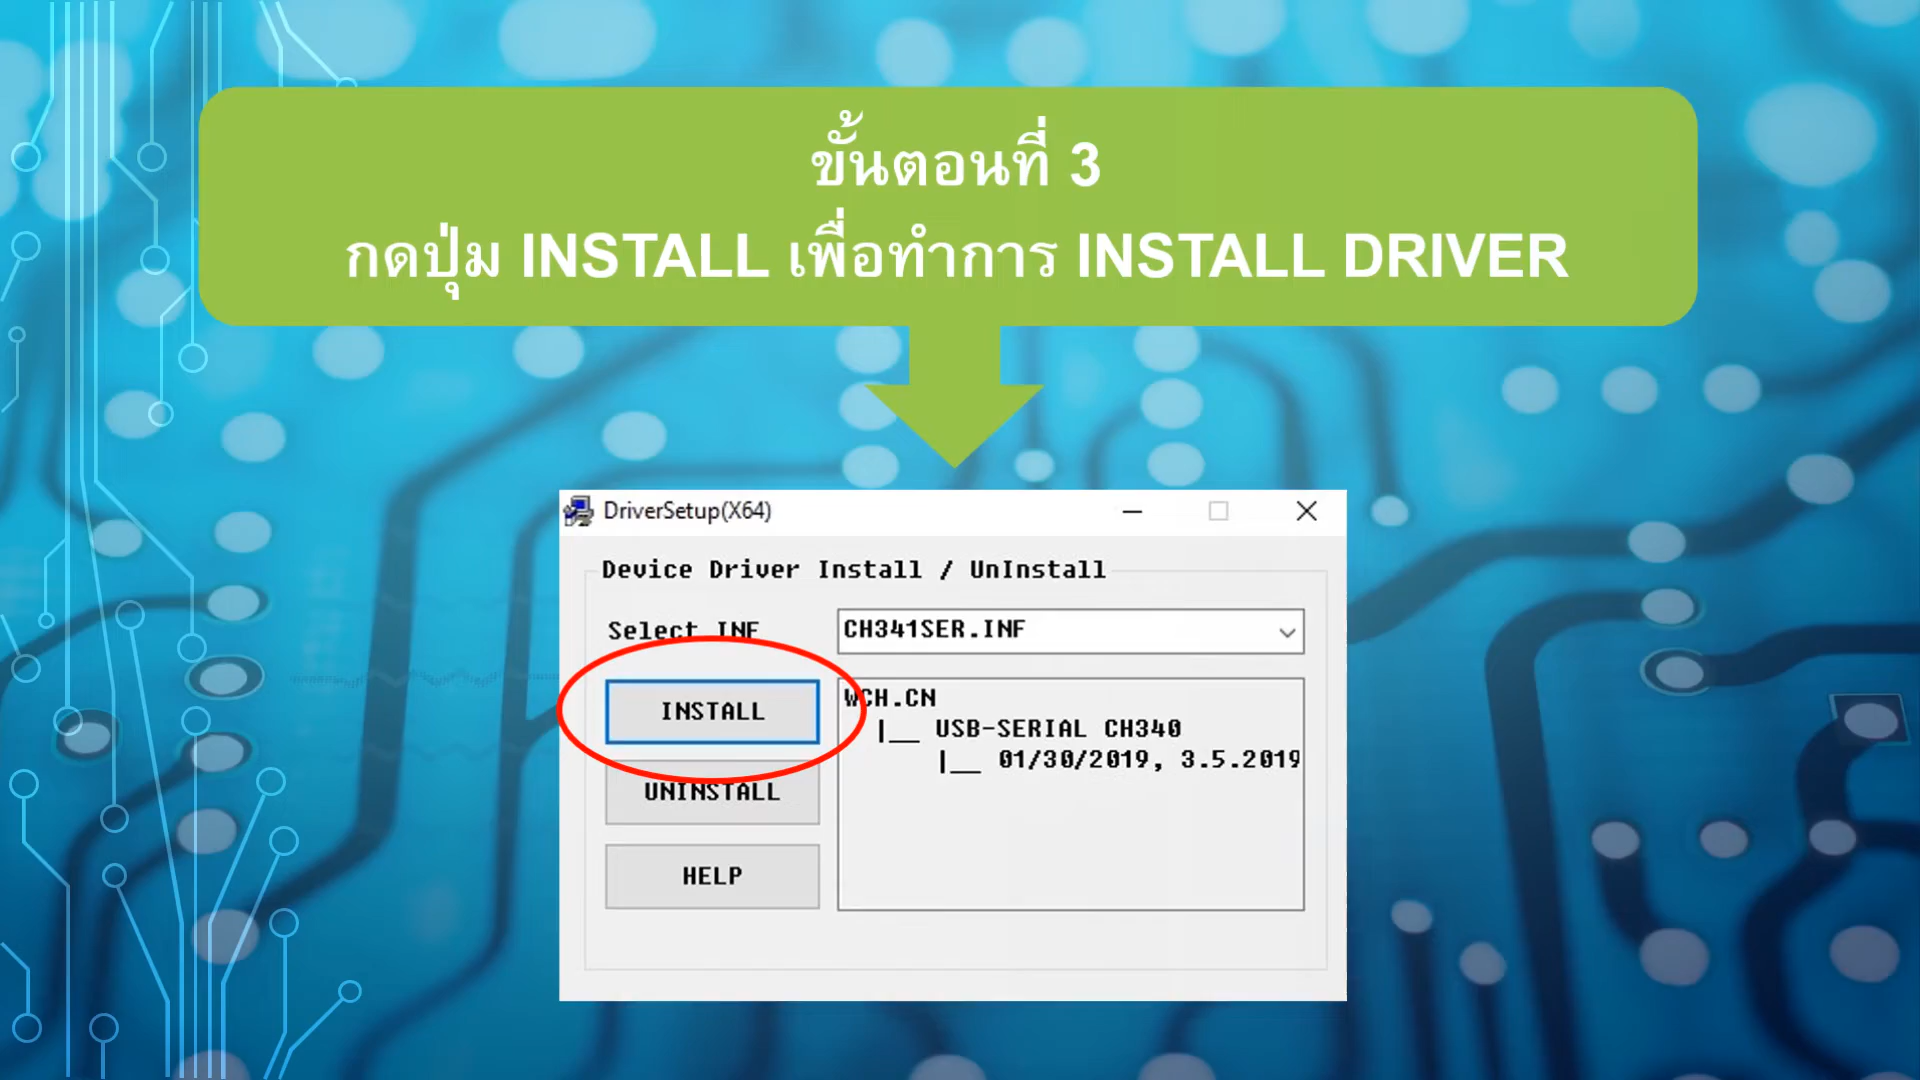 ขั้นตอนที่ 3
กดปุ่ม INSTALL เพื่อทำการ INSTALL DRIVER
DriverSetup(X64)
Device Driver Install / UnInstall
Select INF
CH341SER.INF
INSTALL
UNINSTALL
HELP
WCH.CN
|__ USB-SERIAL CH340
|__ 01/30/2019, 3.5.2019